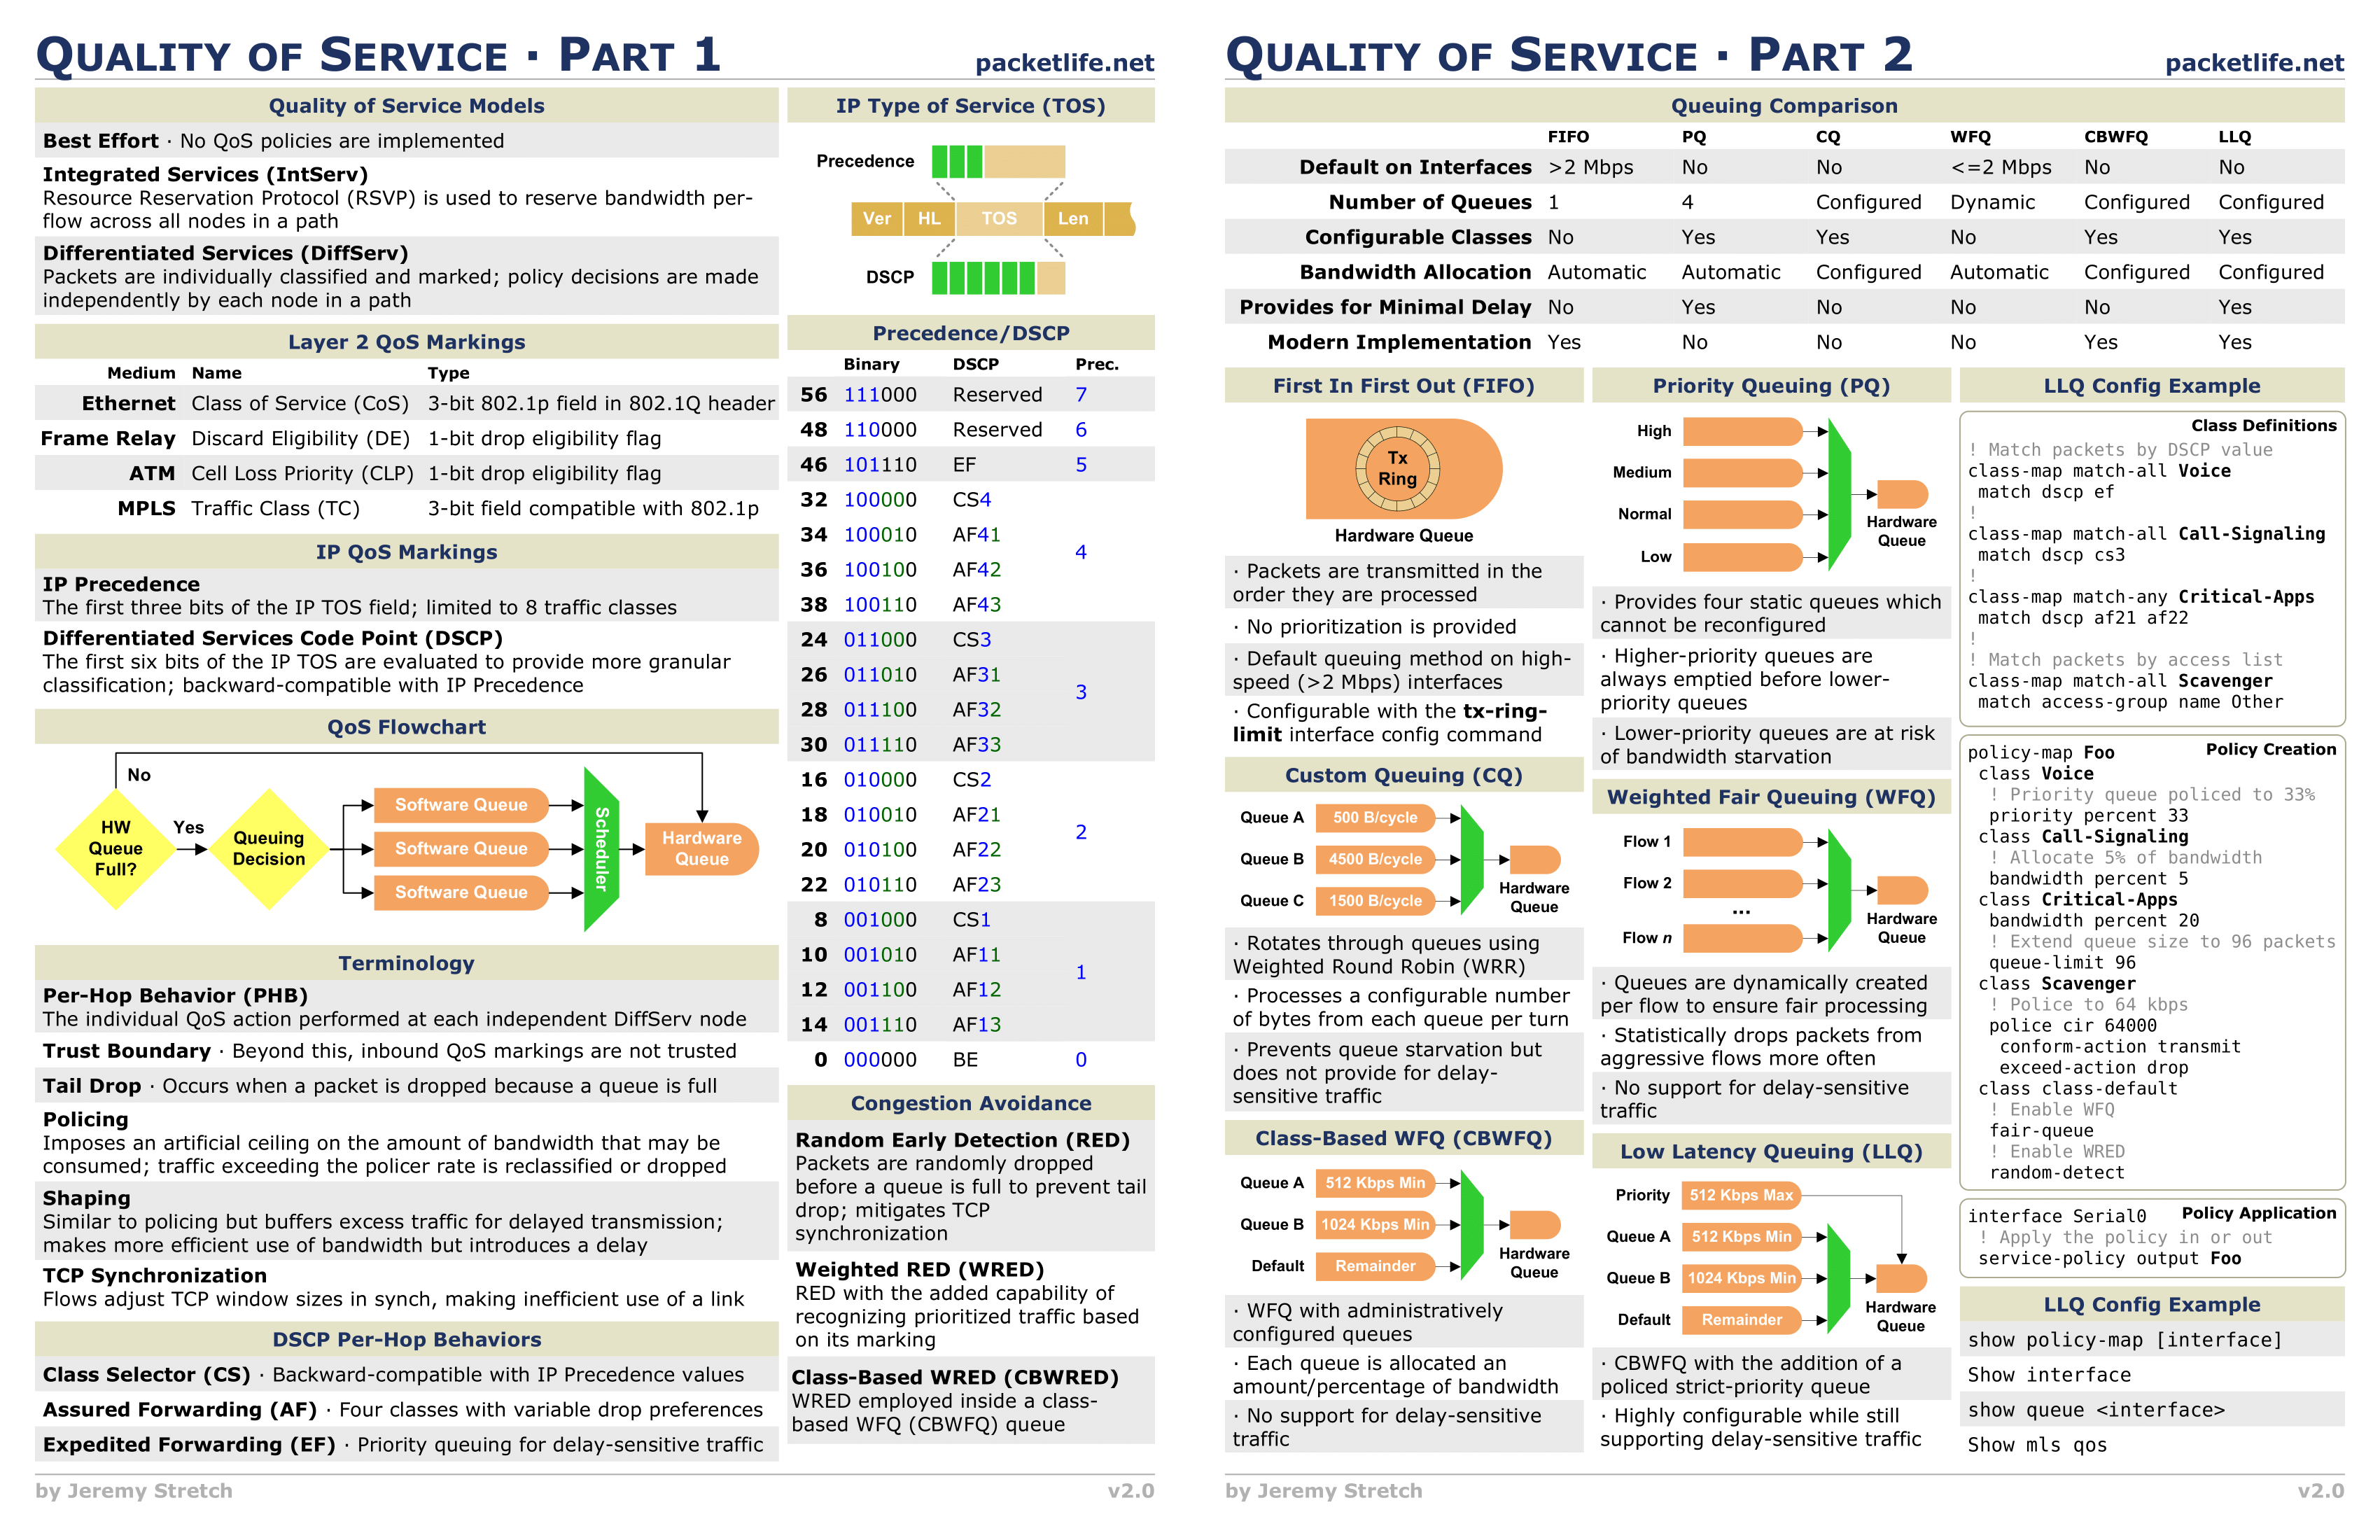 QUALITY OF SERVICE · PART 1
packetlife.net
Quality of Service Models
Best Effort · No QoS policies are implemented
Integrated Services (IntServ)
Resource Reservation Protocol (RSVP) is used to reserve bandwidth per-
flow across all nodes in a path
Differentiated Services (DiffServ)
Packets are individually classified and marked; policy decisions are made
independently by each node in a path
Layer 2 QoS Markings
Medium Name Type
Ethernet Class of Service (CoS) 3-bit 802.1p field in 802.1Q header
Frame Relay Discard Eligibility (DE) 1-bit drop eligibility flag
ATM Cell Loss Priority (CLP) 1-bit drop eligibility flag
MPLS Traffic Class (TC) 3-bit field compatible with 802.1p
IP QoS Markings
IP Precedence
The first three bits of the IP TOS field; limited to 8 traffic classes
Differentiated Services Code Point (DSCP)
The first six bits of the IP TOS are evaluated to provide more granular
classification; backward-compatible with IP Precedence
QoS Flowchart
No
HW
Queue
Full?
Yes
Queuing
Decision
Software Queue
Software Queue
Software Queue
Scheduler
Hardware
Queue
Terminology
Per-Hop Behavior (PHB)
The individual QoS action performed at each independent DiffServ node
Trust Boundary · Beyond this, inbound QoS markings are not trusted
Tail Drop · Occurs when a packet is dropped because a queue is full
Policing
Imposes an artificial ceiling on the amount of bandwidth that may be
consumed; traffic exceeding the policer rate is reclassified or dropped
Shaping
Similar to policing but buffers excess traffic for delayed transmission;
makes more efficient use of bandwidth but introduces a delay
TCP Synchronization
Flows adjust TCP window sizes in synch, making inefficient use of a link
DSCP Per-Hop Behaviors
Class Selector (CS) · Backward-compatible with IP Precedence values
Assured Forwarding (AF) · Four classes with variable drop preferences
Expedited Forwarding (EF) · Priority queuing for delay-sensitive traffic
IP Type of Service (TOS)
Precedence
Ver HL TOS Len
DSCP
Precedence/DSCP
Binary DSCP Prec.
56 111000 Reserved 7
48 110000 Reserved 6
46 101110 EF 5
32 100000 CS4
34 100010 AF41
4
36 100100 AF42
38 100110 AF43
24 011000 CS3
26 011010 AF31
3
28 011100 AF32
30 011110 AF33
16 010000 CS2
18 010010 AF21
2
20 010100 AF22
22 010110 AF23
8 001000 CS1
10 001010 AF11
1
12 001100 AF12
14 001110 AF13
0 000000 BE 0
Congestion Avoidance
Random Early Detection (RED)
Packets are randomly dropped
before a queue is full to prevent tail
drop; mitigates TCP
synchronization
Weighted RED (WRED)
RED with the added capability of
recognizing prioritized traffic based
on its marking
Class-Based WRED (CBWRED)
WRED employed inside a class-
based WFQ (CBWFQ) queue
by Jeremy Stretch
v2.0
QUALITY OF SERVICE · PART 2
packetlife.net
Queuing Comparison
FIFO PQ CQ WFQ CBWFQ LLQ
Default on Interfaces >2 Mbps No No <=2 Mbps No No
Number of Queues 1 4 Configured Dynamic Configured Configured
Configurable Classes No Yes Yes No Yes Yes
Bandwidth Allocation Automatic Automatic Configured Automatic Configured Configured
Provides for Minimal Delay No Yes No No No Yes
Modern Implementation Yes No No No Yes Yes
First In First Out (FIFO)
Tx
Ring
Hardware Queue
· Packets are transmitted in the
order they are processed
· No prioritization is provided
· Default queuing method on high-
speed (>2 Mbps) interfaces
· Configurable with the tx-ring-
limit interface config command
Custom Queuing (CQ)
Queue A 500 B/cycle
Queue B 4500 B/cycle
Queue C 1500 B/cycle
Hardware
Queue
· Rotates through queues using
Weighted Round Robin (WRR)
· Processes a configurable number
of bytes from each queue per turn
· Prevents queue starvation but
does not provide for delay-
sensitive traffic
Class-Based WFQ (CBWFQ)
Queue A 512 Kbps Min
Queue B 1024 Kbps Min
Default Remainder
Hardware
Queue
· WFQ with administratively
configured queues
· Each queue is allocated an
amount/percentage of bandwidth
· No support for delay-sensitive
traffic
Priority Queuing (PQ)
High
Medium
Normal
Low
Hardware
Queue
· Provides four static queues which
cannot be reconfigured
· Higher-priority queues are
always emptied before lower-
priority queues
· Lower-priority queues are at risk
of bandwidth starvation
Weighted Fair Queuing (WFQ)
Flow 1
Flow 2
...
Flow n
Hardware
Queue
· Queues are dynamically created
per flow to ensure fair processing
· Statistically drops packets from
aggressive flows more often
· No support for delay-sensitive
traffic
Low Latency Queuing (LLQ)
Priority 512 Kbps Max
Queue A 512 Kbps Min
Queue B 1024 Kbps Min
Default Remainder
Hardware
Queue
· CBWFQ with the addition of a
policed strict-priority queue
· Highly configurable while still
supporting delay-sensitive traffic
LLQ Config Example
Class Definitions
! Match packets by DSCP value
class-map match-all Voice
match dscp ef
!
class-map match-all Call-Signaling
match dscp cs3
!
class-map match-any Critical-Apps
match dscp af21 af22
!
! Match packets by access list
class-map match-all Scavenger
match access-group name Other
Policy Creation
policy-map Foo
class Voice
! Priority queue policed to 33%
priority percent 33
class Call-Signaling
! Allocate 5% of bandwidth
bandwidth percent 5
class Critical-Apps
bandwidth percent 20
! Extend queue size to 96 packets
queue-limit 96
class Scavenger
! Police to 64 kbps
police cir 64000
conform-action transmit
exceed-action drop
class class-default
! Enable WFQ
fair-queue
! Enable WRED
random-detect
Policy Application
interface Serial0
! Apply the policy in or out
service-policy output Foo
LLQ Config Example
show policy-map [interface]
Show interface
show queue <interface>
Show mls qos
by Jeremy Stretch
v2.0